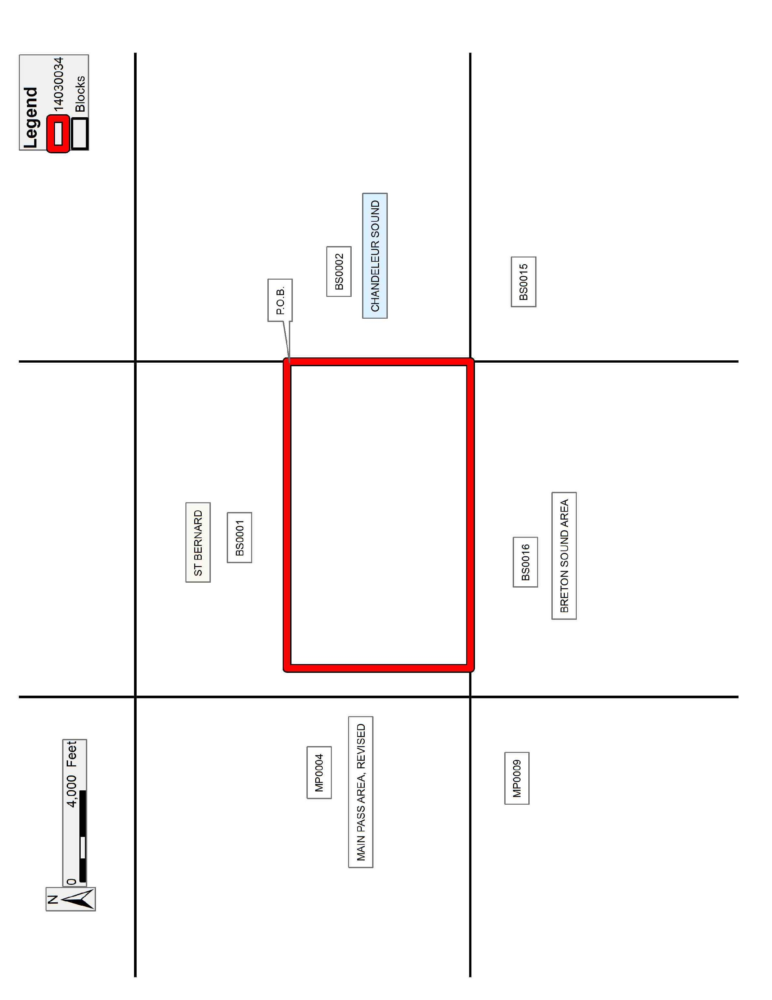 Legend
14030034
Blocks
N
0 4,000 Feet
ST BERNARD
BS0001
P.O.B.
BS0002
CHANDELEUR SOUND
MP0004
MAIN PASS AREA, REVISED
MP0009
BS0016
BRETON SOUND AREA
BS0015